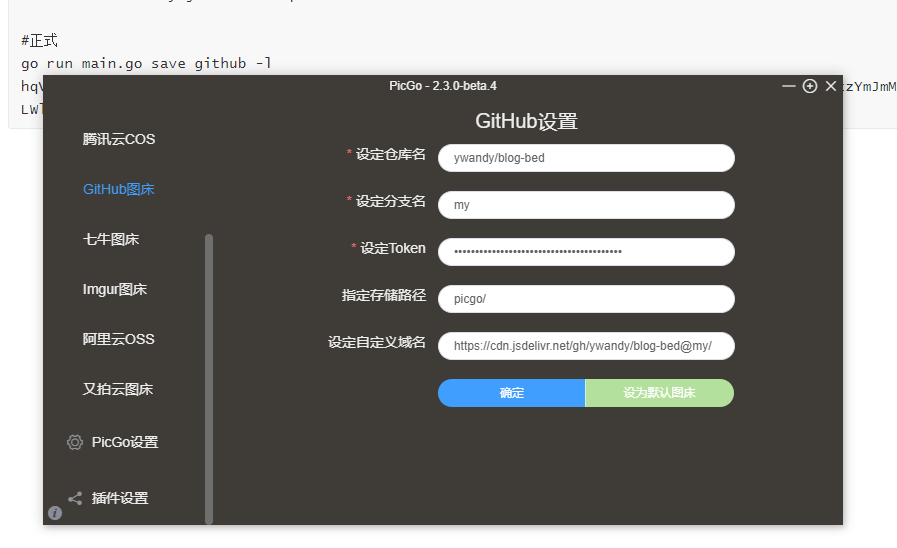 #正式
go run main.go save github -l
PicGo - 2.3.0-beta.4
GitHub设置
腾讯云COS
GitHub图床
七牛图床
Imgur图床
阿里云OSS
又拍云图床
PicGo设置
插件设置
* 设定仓库名
ywandy/blog-bed
* 设定分支名
my
* 设定Token
指定存储路径
picgo/
设定自定义域名
https://cdn.jsdelivr.net/gh/ywandy/blog-bed@my/
确定
设为默认图床